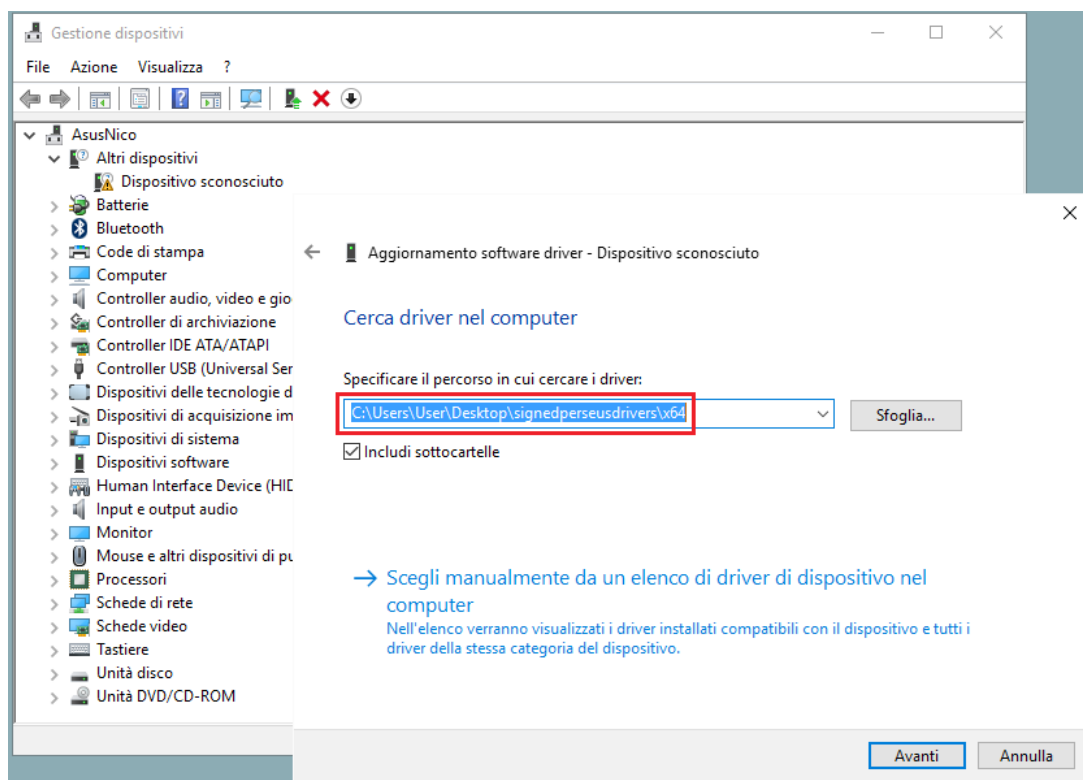 Gestione dispositivi
File Azione Visualizza ?
AsusNico
Altri dispositivi
Dispositivo sconosciuto
Batterie
Bluetooth
Code di stampa
Computer
Controller audio, video e gio
Controller di archiviazione
Controller IDE ATA/ATAPI
Controller USB (Universal Ser
Dispositivi delle tecnologie d
Dispositivi di acquisizione im
Dispositivi di sistema
Dispositivi software
Human Interface Device (HID
Input e output audio
Monitor
Mouse e altri dispositivi di pu
Processori
Schede di rete
Schede video
Tastiere
Unità disco
Unità DVD/CD-ROM
Aggiornamento software driver - Dispositivo sconosciuto
Cerca driver nel computer
Specificare il percorso in cui cercare i driver:
C:\Users\User\Desktop\signedperseusdrivers\x64
Sfoglia...
Includi sottocartelle
Scegli manualmente da un elenco di driver di dispositivo nel
computer
Nell'elenco verranno visualizzati i driver installati compatibili con il dispositivo e tutti i
driver della stessa categoria del dispositivo.
Avanti Annulla